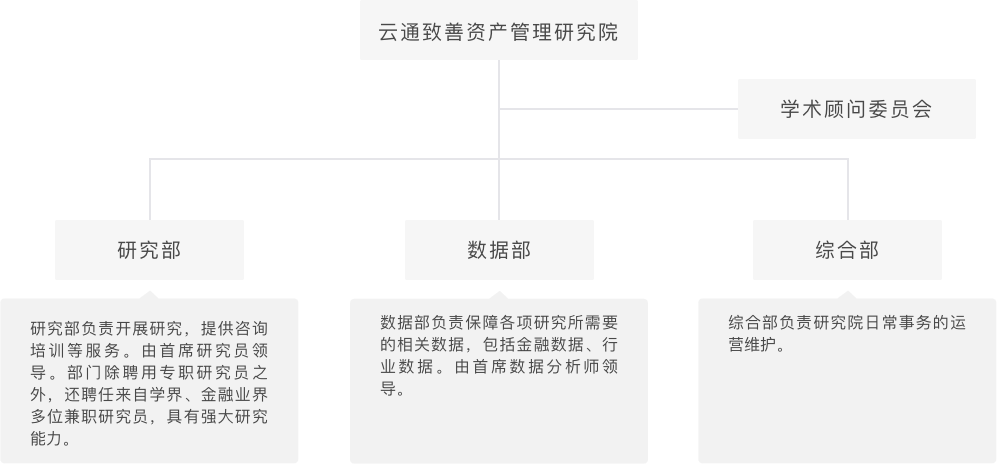 云通致善资产管理研究院
学术顾问委员会
研究部
数据部
综合部
研究部负责开展研究，提供咨询
培训等服务。由首席研究员领
导。部门除聘用专职研究员之
外，还聘任来自学界、金融业界
多位兼职研究员，具有强大研究
能力。
数据部负责保障各项研究所需要
的相关数据，包括金融数据、行
业数据。由首席数据分析师领
导。
综合部负责研究院日常事务的运
营维护。